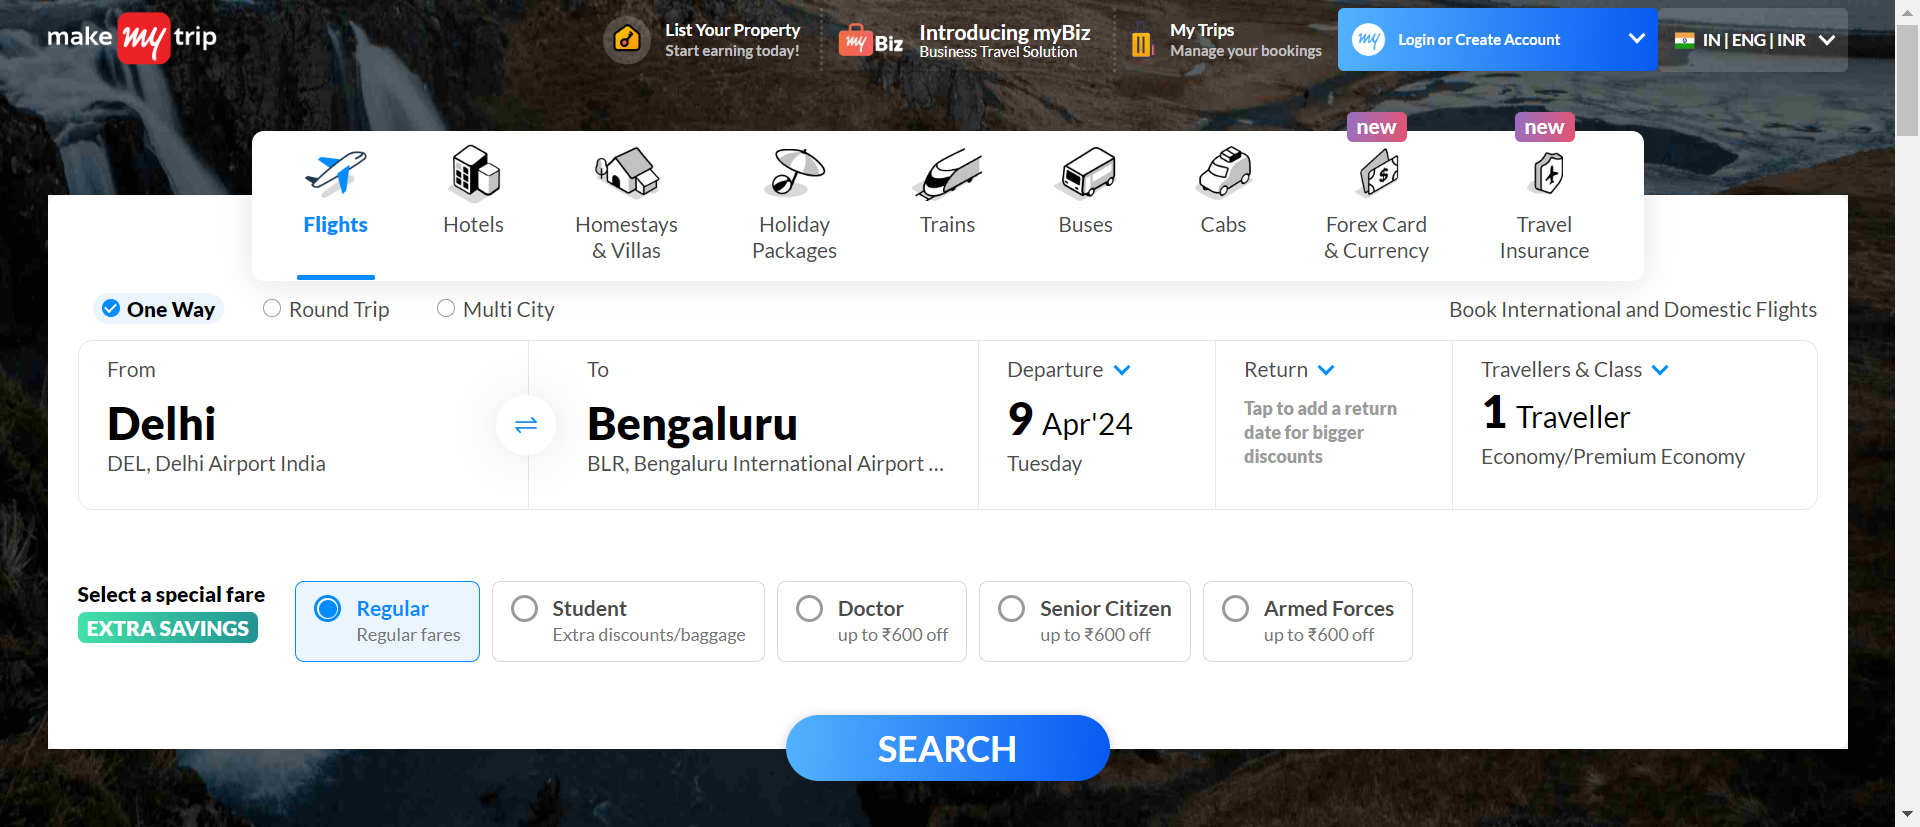 make my trip
List Your Property
Start earning today!
my Biz
Introducing myBiz
Business Travel Solution
My Trips
Manage your bookings
my
Login or Create Account
IN | ENG | INR
new
new
Flights
Hotels
Homestays
& Villas
Holiday
Packages
Trains
Buses
Cabs
Forex Card
& Currency
Travel
Insurance
One Way
Round Trip
Multi City
Book International and Domestic Flights
From
Delhi
DEL, Delhi Airport India
To
Bengaluru
BLR, Bengaluru International Airport ...
Departure
9 Apr'24
Tuesday
Return
Tap to add a return
date for bigger
discounts
Travellers & Class
1 Traveller
Economy/Premium Economy
Select a special fare
EXTRA SAVINGS
Regular
Regular fares
Student
Extra discounts/baggage
Doctor
up to ₹600 off
Senior Citizen
up to ₹600 off
Armed Forces
up to ₹600 off
SEARCH